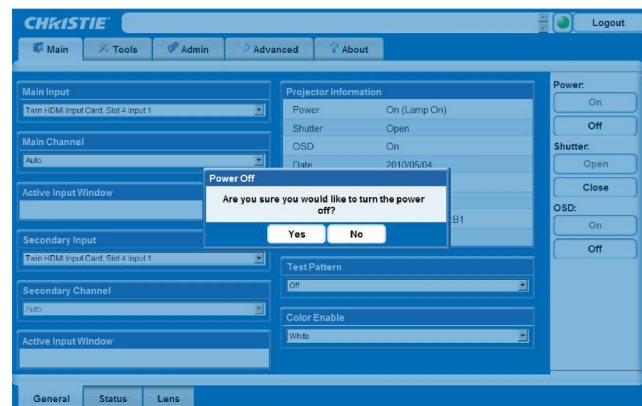 CHRISTIE
Logout
Main
Tools
Admin
Advanced
? About
Main Input
Twin HDMI Input Card, Slot 4 Input 1
Main Channel
Auto
Active Input Window
Secondary Input
Twin HDMI Input Card, Slot 4 Input 1
Secondary Channel
Auto
Active Input Window
Projector Information
Power On (Lamp On)
Shutter Open
OSD On
Date 2010/05/04
2B1
Power Off
Are you sure you would like to turn the power
off?
Yes No
Test Pattern
Off
Color Enable
White
Power:
On
Off
Shutter:
Open
Close
OSD:
On
Off
General
Status
Lens